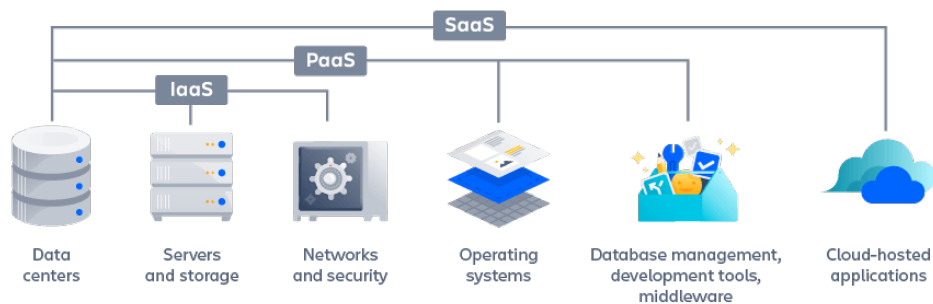 SaaS
PaaS
IaaS
Data
centers
Servers
and storage
Networks
and security
Operating
systems
Database management,
development tools,
middleware
Cloud-hosted
applications